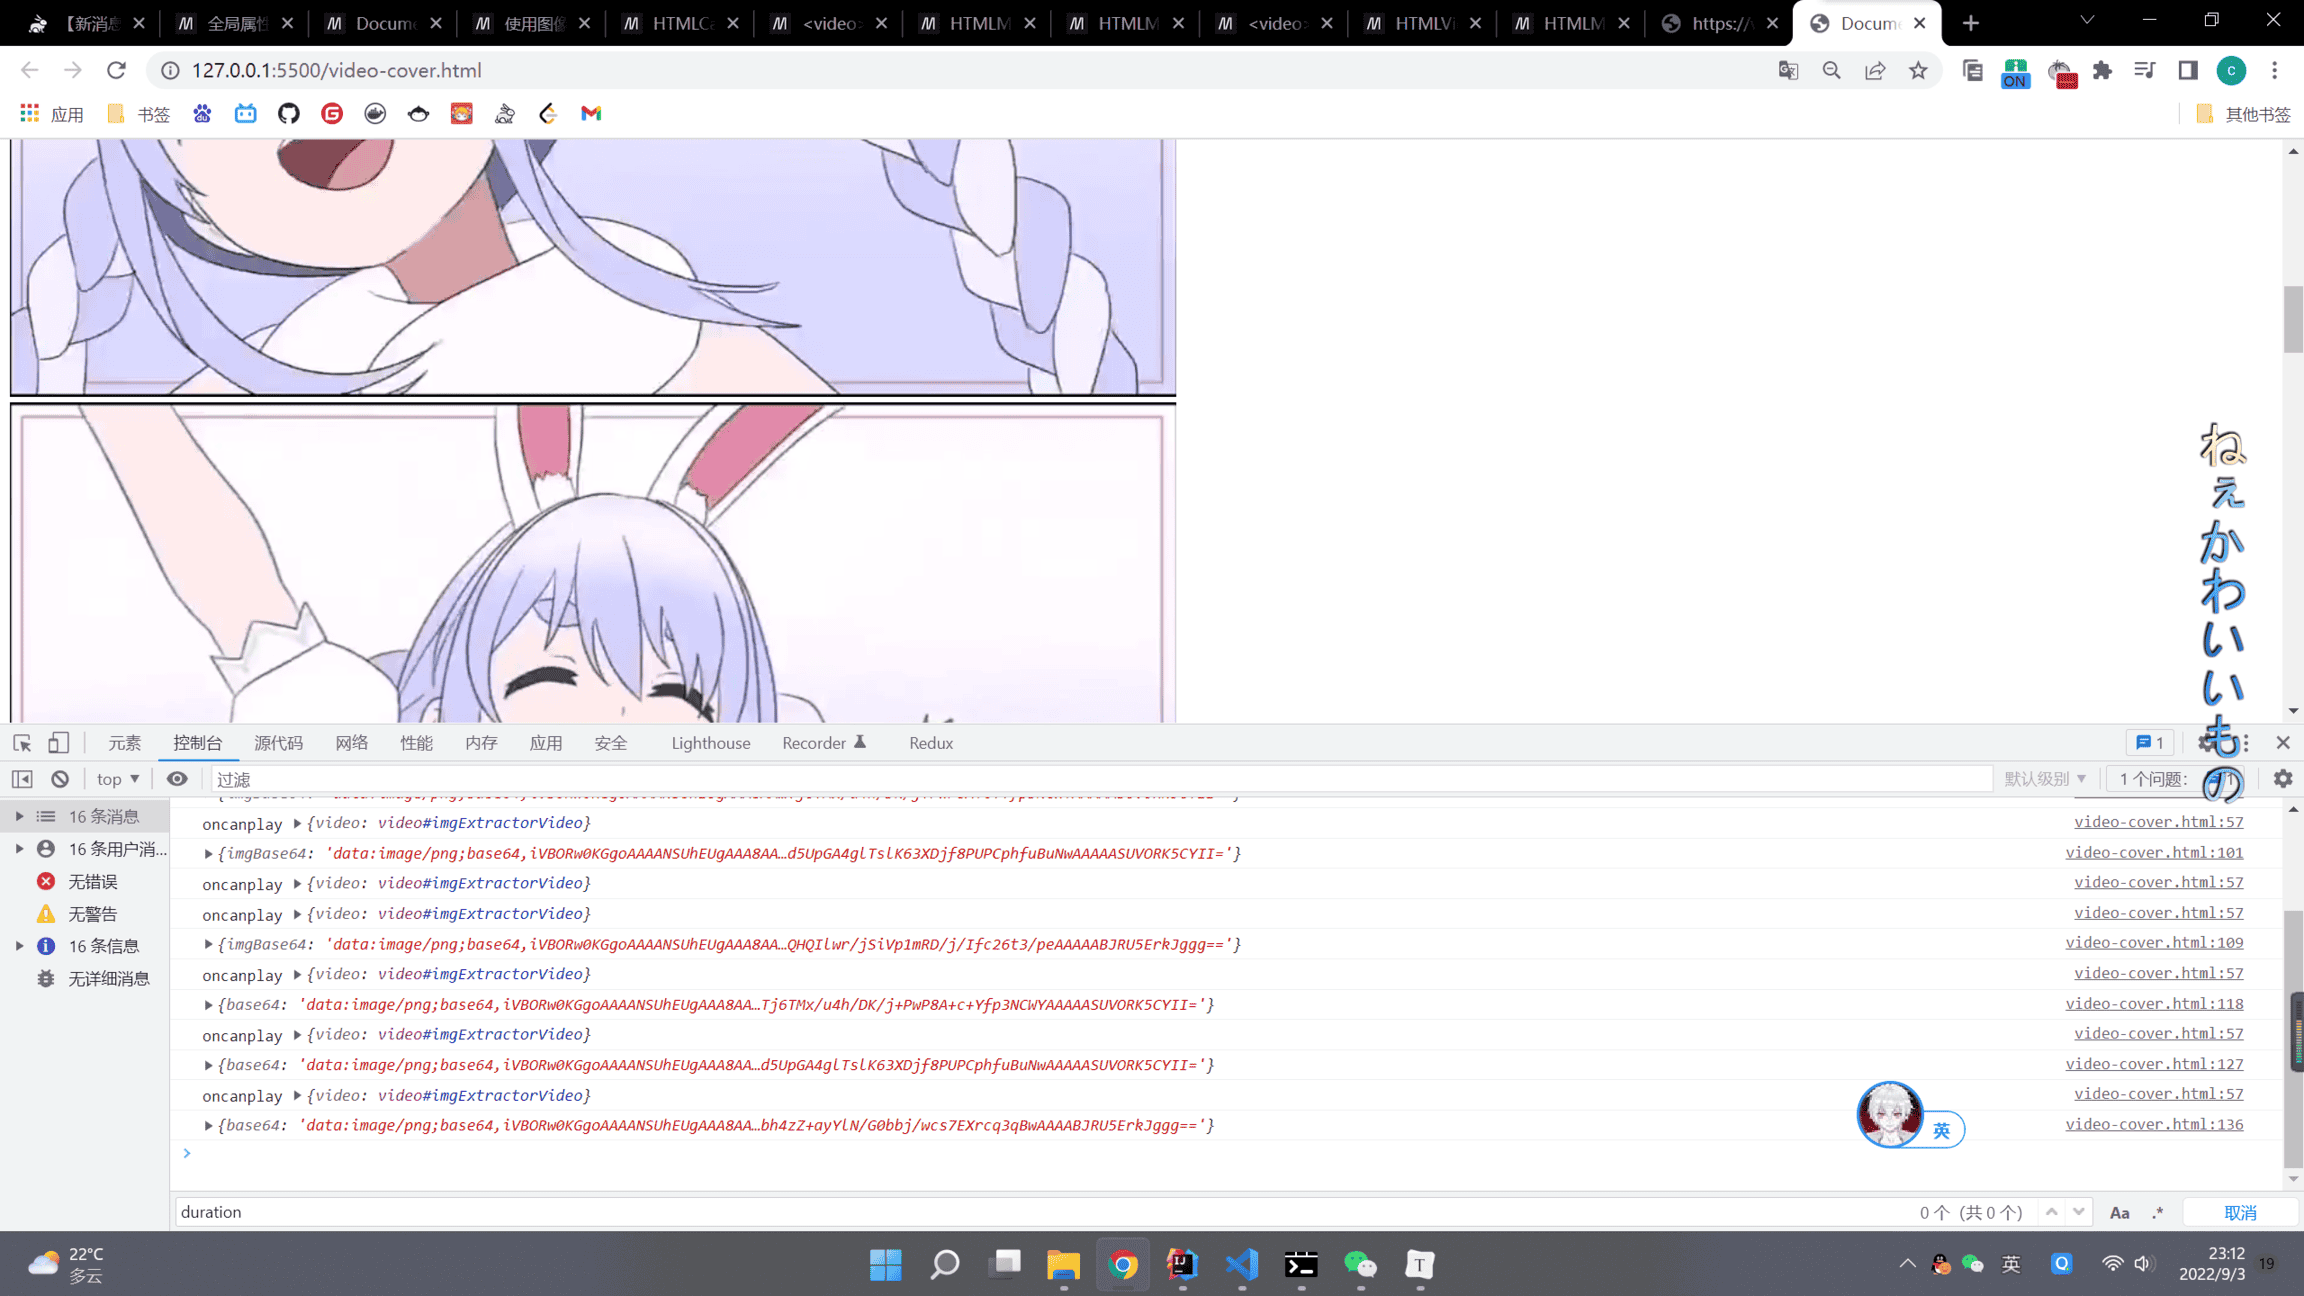 【新消息
全局属性
Docume
使用图像
HTMLCa
<video>
HTMLM
HTMLM
<video>
HTMLVi
HTMLM
https://v
Docume
127.0.0.1:5500/video-cover.html
ON
c
应用
书签
其他书签
ねぇかわいいもの
元素
控制台
源代码
网络
性能
内存
应用
安全
Lighthouse
Recorder
Redux
1
top
过滤
默认级别
1 个问题:
16 条消息
16 条用户消...
无错误
无警告
16 条信息
无详细消息
oncanplay {video: video#imgExtractorVideo}
video-cover.html:57
{imgBase64: 'data:image/png;base64,iVBORw0KGgoAAAANSUhEUgAAA8AA…d5UpGA4glTslK63XDjf8PUPCphfuBuNwAAAAASUVORK5CYII='}
video-cover.html:101
oncanplay {video: video#imgExtractorVideo}
video-cover.html:57
oncanplay {video: video#imgExtractorVideo}
video-cover.html:57
{imgBase64: 'data:image/png;base64,iVBORw0KGgoAAAANSUhEUgAAA8AA…QHQIlwr/jSiVp1mRD/j/Ifc26t3/peAAAAABJRU5ErkJggg=='}
video-cover.html:109
oncanplay {video: video#imgExtractorVideo}
video-cover.html:57
{base64: 'data:image/png;base64,iVBORw0KGgoAAAANSUhEUgAAA8AA…Tj6TMx/u4h/DK/j+PwP8A+c+Yfp3NCWYAAAAASUVORK5CYII='}
video-cover.html:118
oncanplay {video: video#imgExtractorVideo}
video-cover.html:57
{base64: 'data:image/png;base64,iVBORw0KGgoAAAANSUhEUgAAA8AA…d5UpGA4glTslK63XDjf8PUPCphfuBuNwAAAAASUVORK5CYII='}
video-cover.html:127
oncanplay {video: video#imgExtractorVideo}
video-cover.html:57
{base64: 'data:image/png;base64,iVBORw0KGgoAAAANSUhEUgAAA8AA…bh4zZ+ayYlN/G0bbj/wcs7EXrcq3qBwAAAABJRU5ErkJggg=='}
video-cover.html:136
英
duration
0 个 (共 0 个)
Aa
.*
取消
22°C
多云
英
23:12
2022/9/3
19